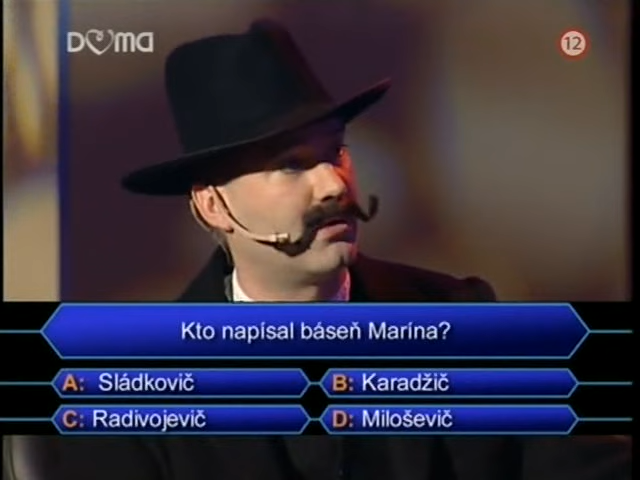 DOMA
12
Kto napísal báseň Marína?
A: Sládkovič
B: Karadžič
C: Radivojevič
D: Miloševič